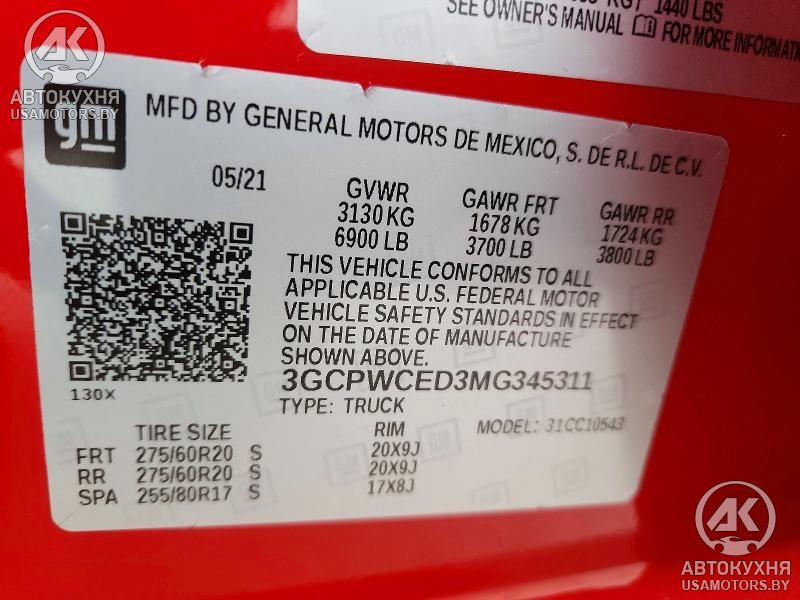 1440 LBS
SEE OWNER'S MANUAL FOR MORE INFORMATI
AK
АВТОКУХНЯ
USAMOTORS.BY
gm
MFD BY GENERAL MOTORS DE MEXICO, S. DE R.L. DE C.V.
05/21
GVWR
3130 KG
6900 LB
GAWR FRT
1678 KG
3700 LB
GAWR RR
1724 KG
3800 LB
THIS VEHICLE CONFORMS TO ALL
APPLICABLE U.S. FEDERAL MOTOR
VEHICLE SAFETY STANDARDS IN EFFECT
ON THE DATE OF MANUFACTURE
SHOWN ABOVE.
130X
3GCPWCED3MG345311
TYPE: TRUCK
MODEL: 31CC10543
TIRE SIZE RIM
FRT 275/60R20 S 20X9J
RR 275/60R20 S 20X9J
SPA 255/80R17 S 17X8J
AK
АВТОКУХНЯ
USAMOTORS.BY